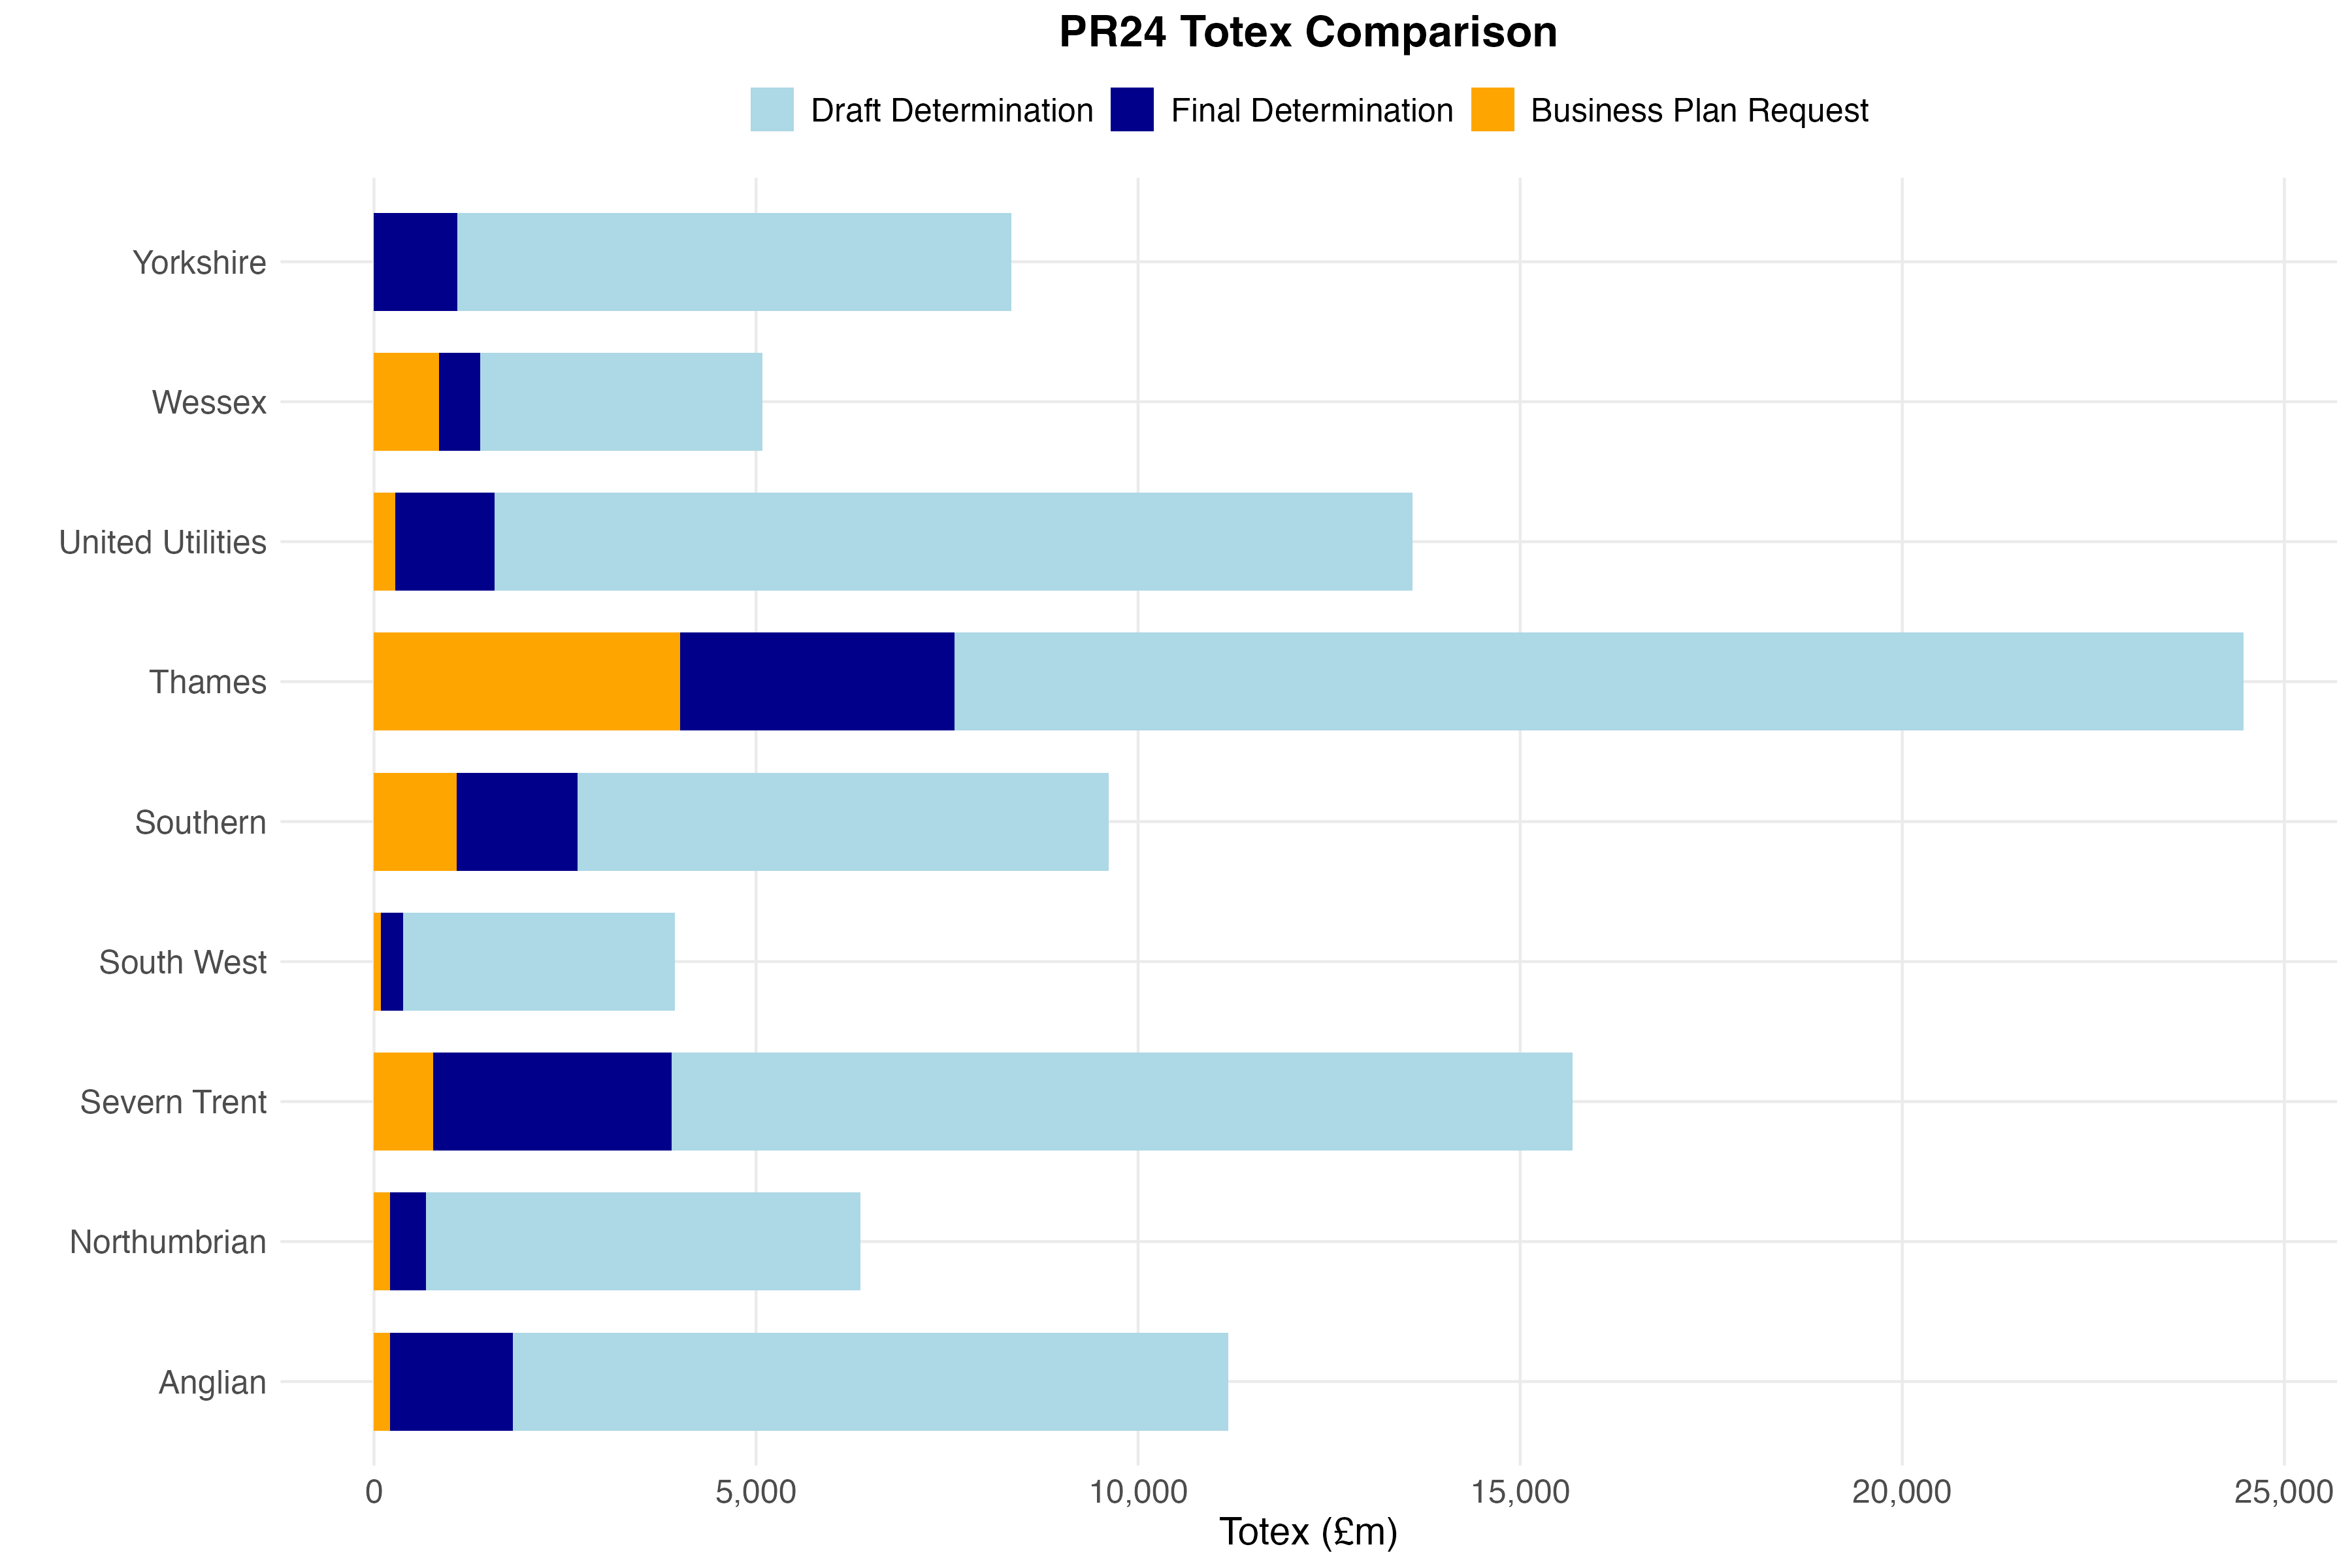 PR24 Totex Comparison
Draft Determination Final Determination Business Plan Request
Yorkshire
Wessex
United Utilities
Thames
Southern
South West
Severn Trent
Northumbrian
Anglian
0 5,000 10,000 15,000 20,000 25,000
Totex (£m)